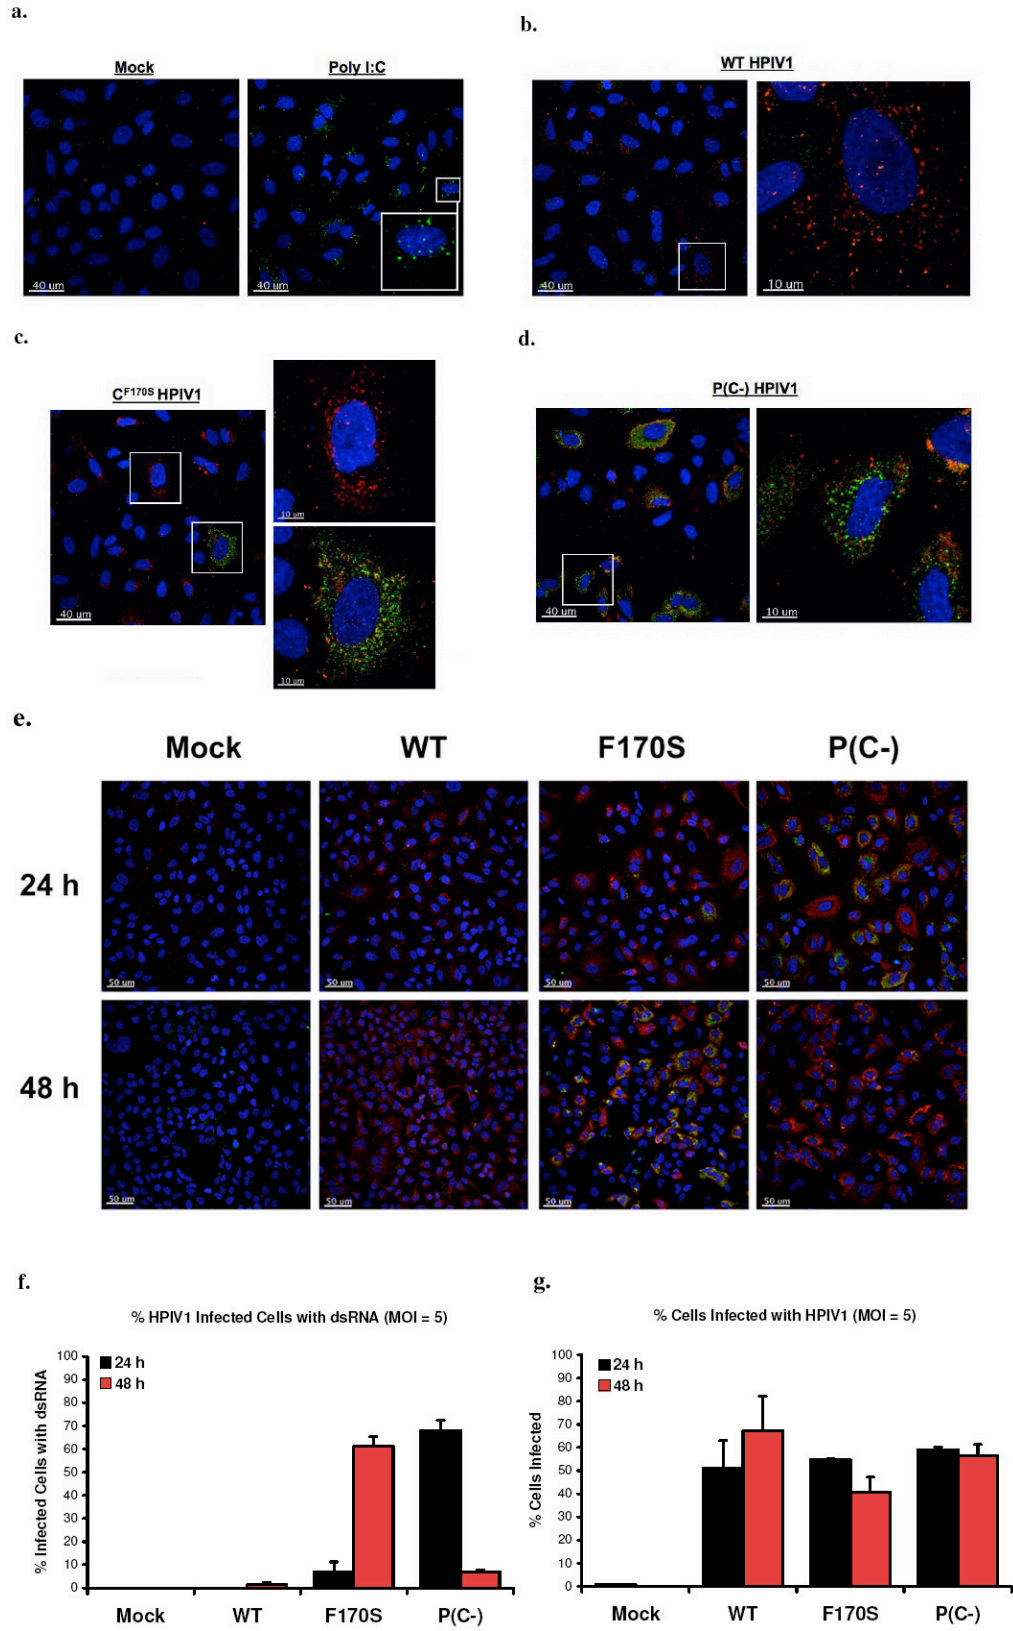 a.
b.
Mock
Poly I:C
WT HPIV1
40 um
40 um
40 um
10 um
c.
d.
CF170S HPIV1
P(C-) HPIV1
10 um
40 um
10 um
40 um
10 um
e.
Mock WT F170S P(C-)
24 h
50 um
50 um
50 um
50 um
48 h
50 um
50 um
50 um
50 um
f.
% HPIV1 Infected Cells with dsRNA (MOI = 5)
% Infected Cells with dsRNA
100
90
80
70
60
50
40
30
20
10
0
24 h
48 h
Mock WT F170S P(C-)
g.
% Cells Infected with HPIV1 (MOI = 5)
% Cells Infected
100
90
80
70
60
50
40
30
20
10
0
24 h
48 h
Mock WT F170S P(C-)